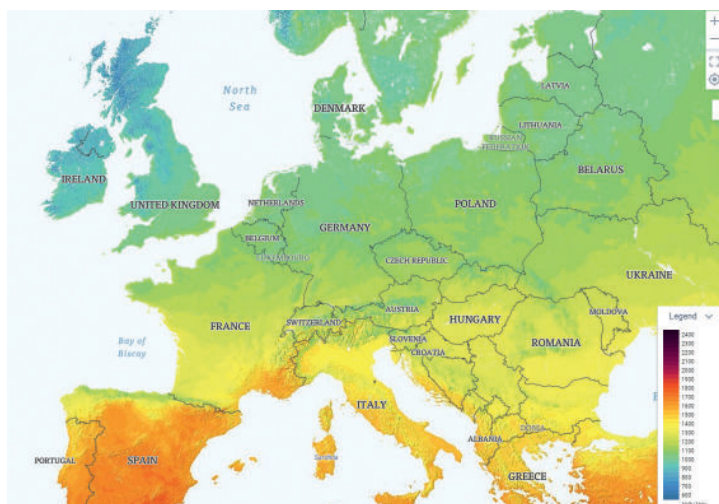 North
Sea
DENMARK
LATVIA
LITHUANIA
RUSSIAN
FEDERATION
BELARUS
IRELAND
UNITED KINGDOM
NETHERLANDS
POLAND
BELGIUM
GERMANY
LUXEMBOURG
CZECH REPUBLIC
UKRAINE
FRANCE
SWITZERLAND
AUSTRIA
HUNGARY
MOLDOVA
SLOVENIA
CROATIA
ROMANIA
Bay of
Biscay
ITALY
PORTUGAL
SPAIN
Sardinia
ALBANIA
DONIA
GREECE
+
−
Legend
2400
2300
2200
2100
2000
1900
1800
1700
1600
1500
1400
1300
1200
1100
1000
900
800
700
600